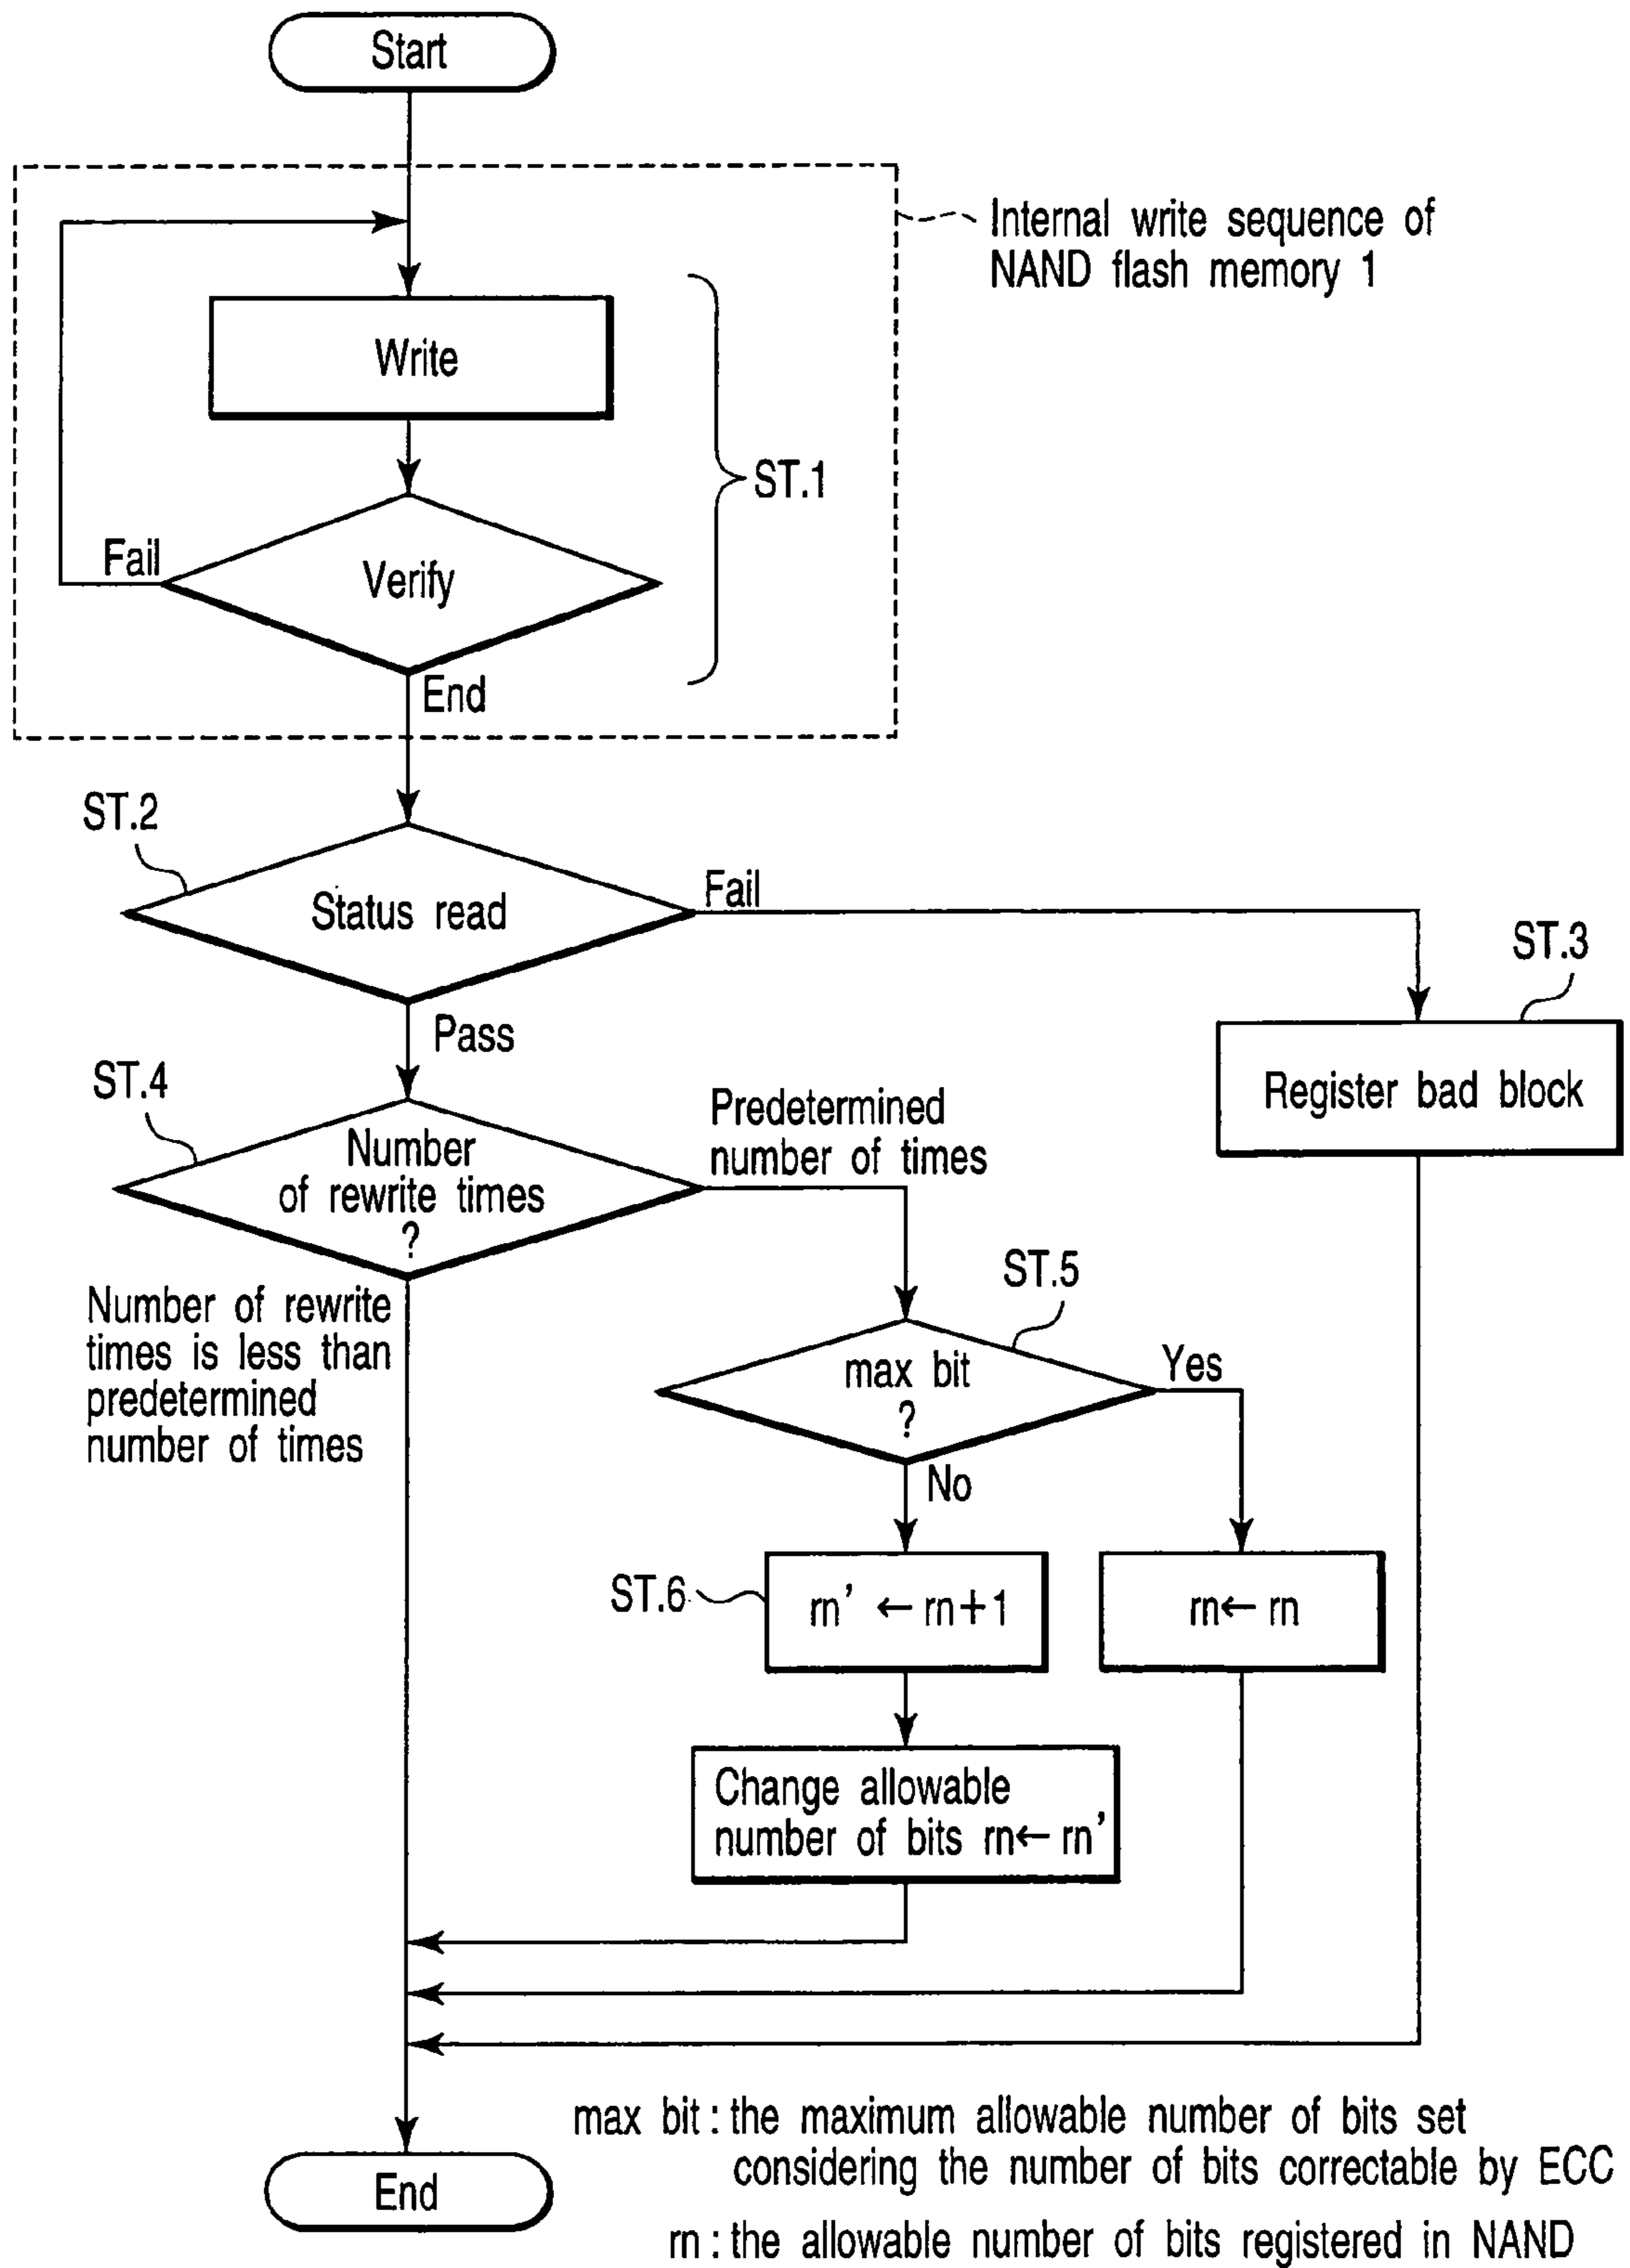 Start
Internal write sequence of
NAND flash memory 1
Write
ST.1
Fail
Verify
End
ST.2
Status read
Fail
ST.3
Pass
Register bad block
ST.4
Number
of rewrite times
?
Predetermined
number of times
Number of rewrite
times is less than
predetermined
number of times
ST.5
max bit
?
Yes
No
ST.6
rn' ← rn+1
rn← rn
Change allowable
number of bits rn← rn'
End
max bit : the maximum allowable number of bits set
considering the number of bits correctable by ECC
rn : the allowable number of bits registered in NAND